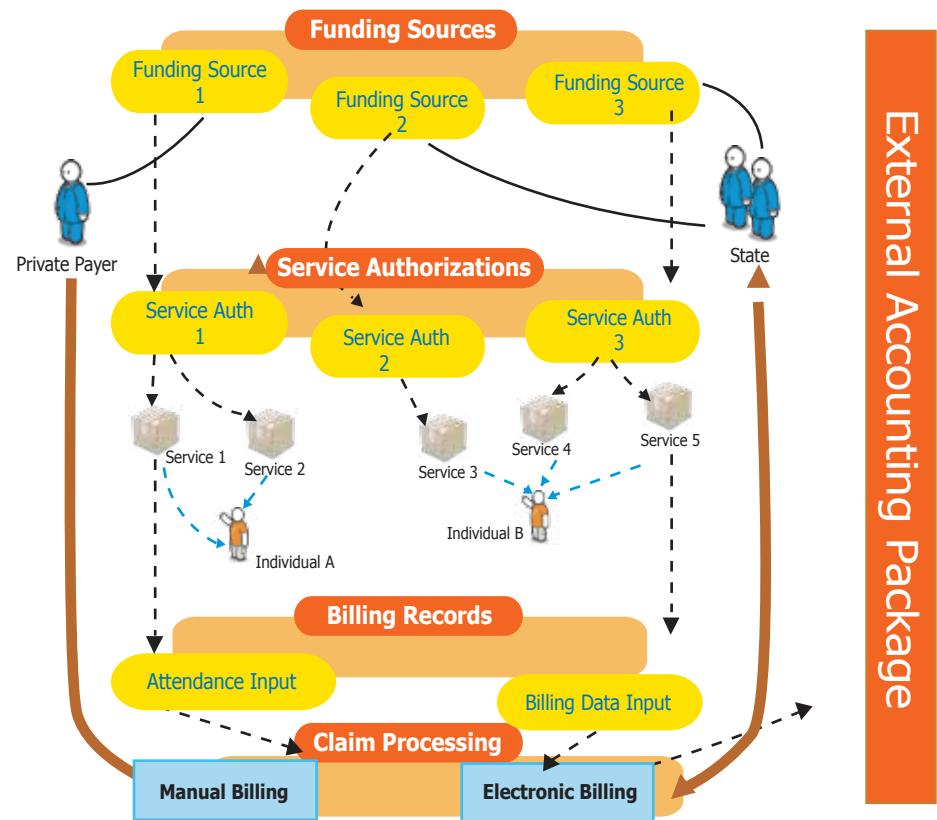 Funding Sources
Funding Source
1
Funding Source
2
Funding Source
3
Private Payer
State
Service Authorizations
Service Auth
1
Service Auth
2
Service Auth
3
Service 1
Service 2
Service 3
Service 4
Service 5
Individual A
Individual B
Billing Records
Attendance Input
Billing Data Input
Claim Processing
Manual Billing
Electronic Billing
External Accounting Package